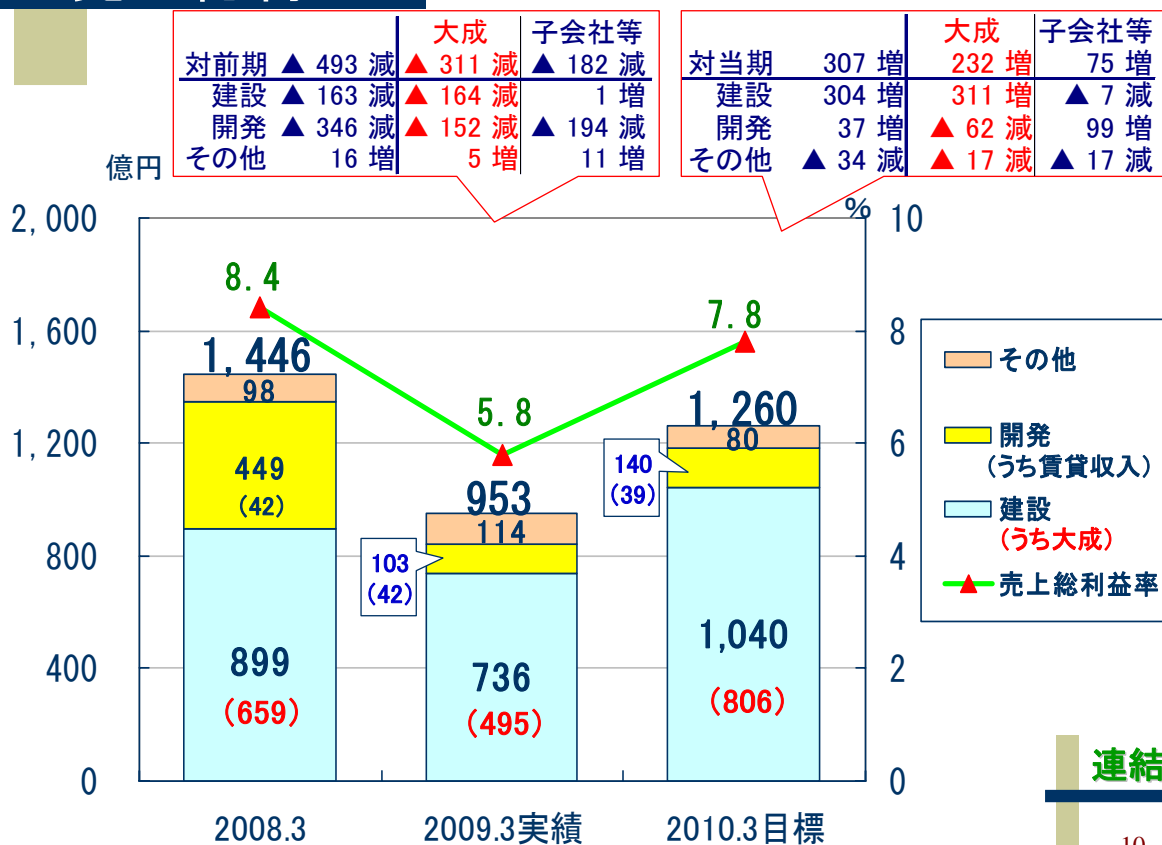 大成 子会社等
対前期 ▲ 493 減 ▲ 311 減 ▲ 182 減
建設 ▲ 163 減 ▲ 164 減 1 増
開発 ▲ 346 減 ▲ 152 減 ▲ 194 減
その他 16 増 5 増 11 増
大成 子会社等
対当期 307 増 232 増 75 増
建設 304 増 311 増 ▲ 7 減
開発 37 増 ▲ 62 減 99 増
その他 ▲ 34 減 ▲ 17 減 ▲ 17 減
億円
%
2,000
1,600
1,200
800
400
0
10
8
6
4
2
0
8.4
5.8
7.8
1,446
98
449
(42)
899
(659)
953
114
103
(42)
736
(495)
1,260
80
140
(39)
1,040
(806)
2008.3
2009.3実績
2010.3目標
その他
開発
(うち賃貸収入)
建設
(うち大成)
売上総利益率
連結
10